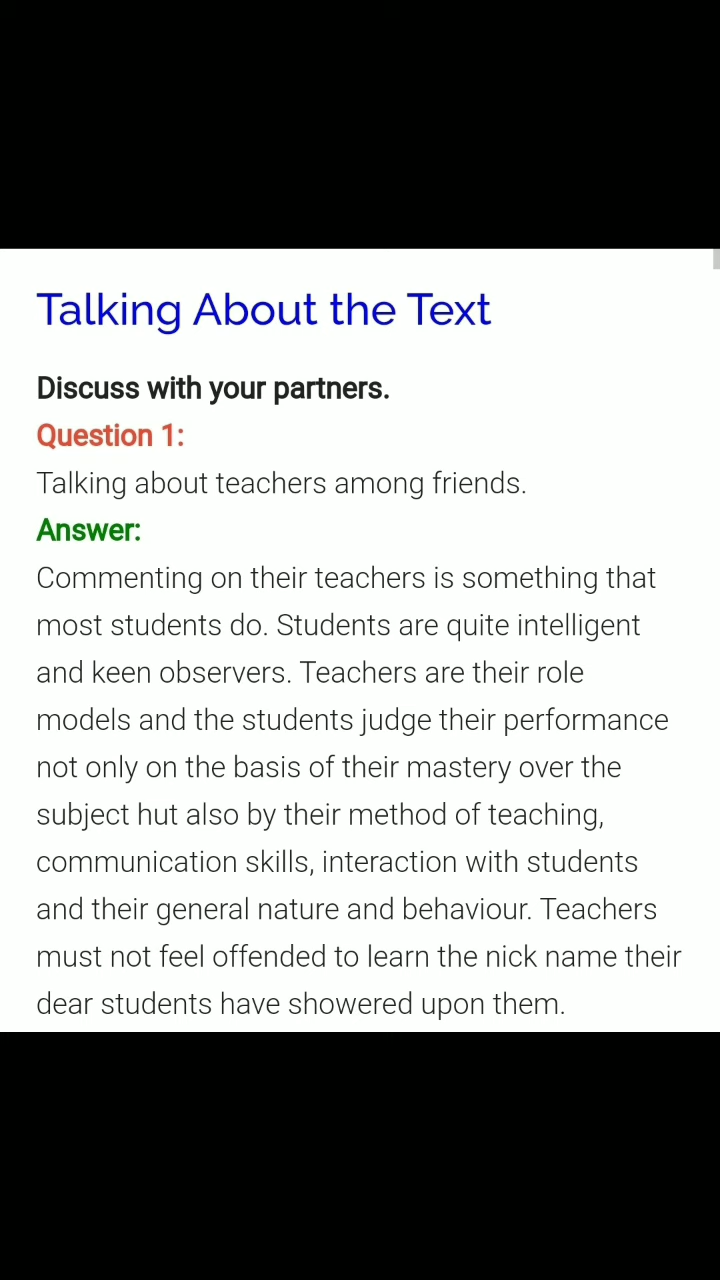 Talking About the Text
Discuss with your partners.
Question 1:
Talking about teachers among friends.
Answer:
Commenting on their teachers is something that
most students do. Students are quite intelligent
and keen observers. Teachers are their role
models and the students judge their performance
not only on the basis of their mastery over the
subject hut also by their method of teaching,
communication skills, interaction with students
and their general nature and behaviour. Teachers
must not feel offended to learn the nick name their
dear students have showered upon them.